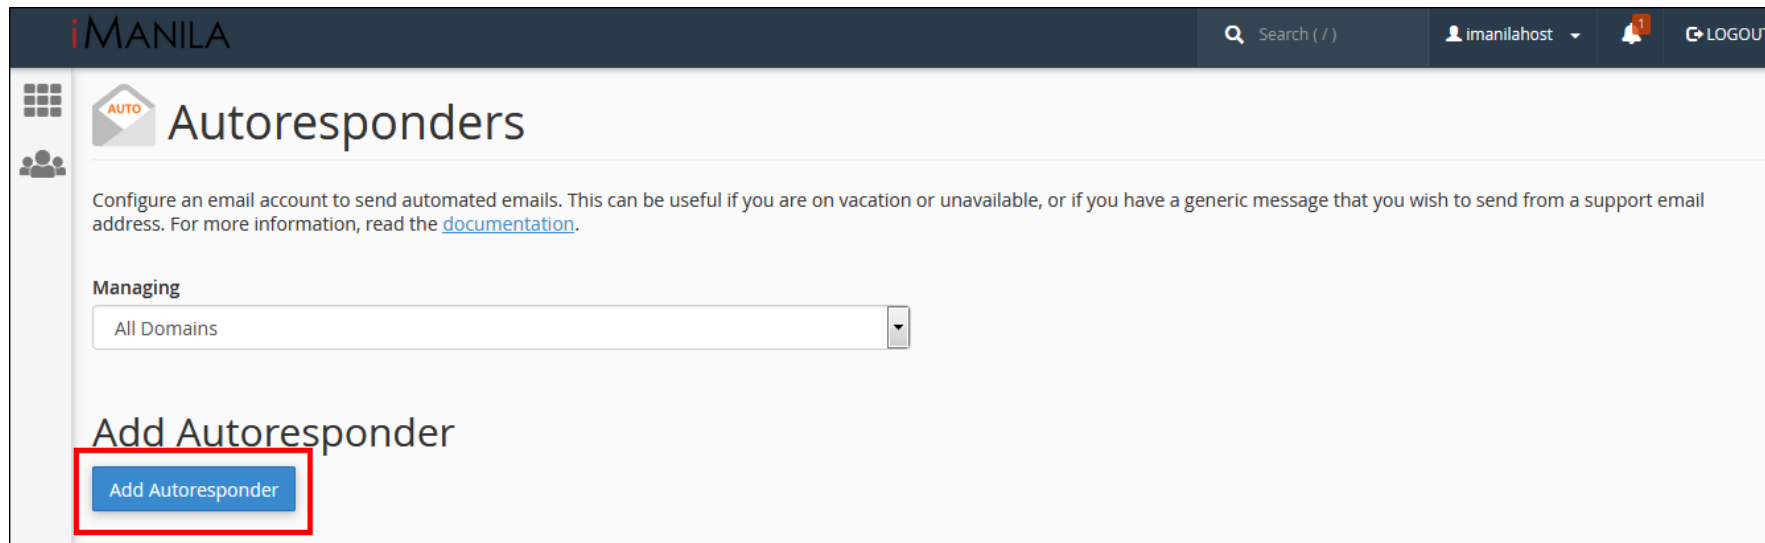 iMANILA
Search ( / )
imanilahost
1
LOGOUT
AUTO
Autoresponders
Configure an email account to send automated emails. This can be useful if you are on vacation or unavailable, or if you have a generic message that you wish to send from a support email
address. For more information, read the documentation.
Managing
All Domains
Add Autoresponder
Add Autoresponder